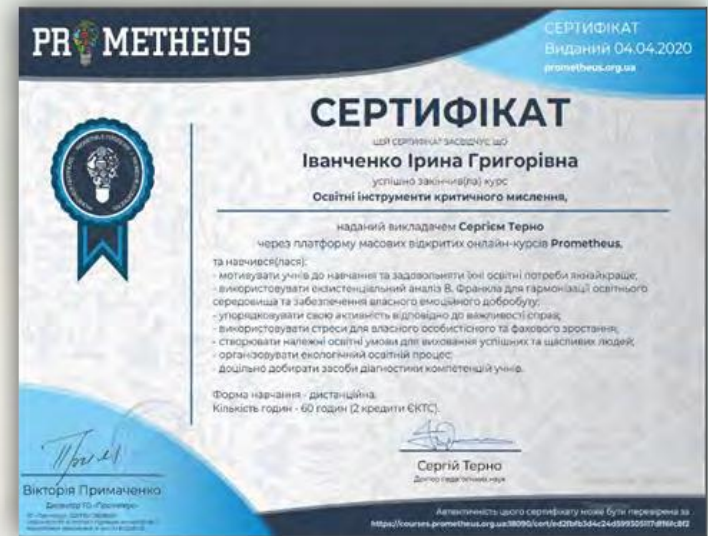 PROMETHEUS
СЕРТИФІКАТ
Виданий 04.04.2020
prometheus.org.ua
СЕРТИФІКАТ
ЦЕЙ СЕРТИФІКАТ ЗАСВІДЧУЄ, ЩО
Іванченко Ірина Григорівна
успішно закінчив(ла) курс
Освітні інструменти критичного мислення,
наданий викладачем Сергієм Терно
через платформу масових відкритих онлайн-курсів Prometheus,
та навчився(лася):
- мотивувати учнів до навчання та задовольняти їхні освітні потреби якнайкраще;
- використовувати екзистенціальний аналіз В. Франкла для гармонізації освітнього
середовища та забезпечення власного емоційного добробуту;
- упорядковувати свою активність відповідно до важливості справ;
- використовувати стреси для власного особистісного та фахового зростання;
- створювати належні освітні умови для виховання успішних та щасливих людей;
- організовувати екологічний освітній процес;
- доцільно добирати засоби діагностики компетенцій учнів.
Форма навчання - дистанційна.
Кількість годин - 60 годин (2 кредити ЄКТС).
Вікторія Примаченко
Директор ГО «Прометеус»
Сергій Терно
Доктор педагогічних наук
Автентичність цього сертифікату може бути перевірена за